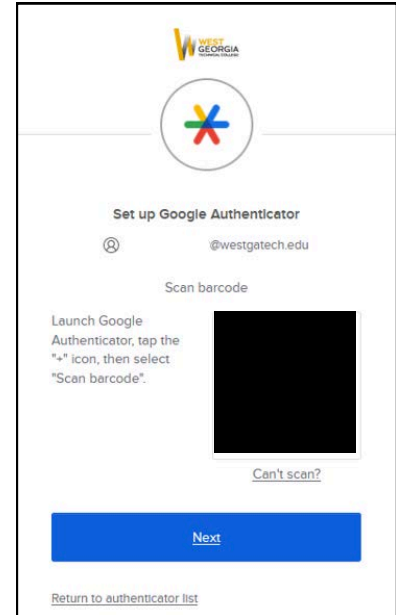 WEST
GEORGIA
TECHNICAL COLLEGE
Set up Google Authenticator
@westgatech.edu
Scan barcode
Launch Google
Authenticator, tap the
"+" icon, then select
"Scan barcode".
Can't scan?
Next
Return to authenticator list